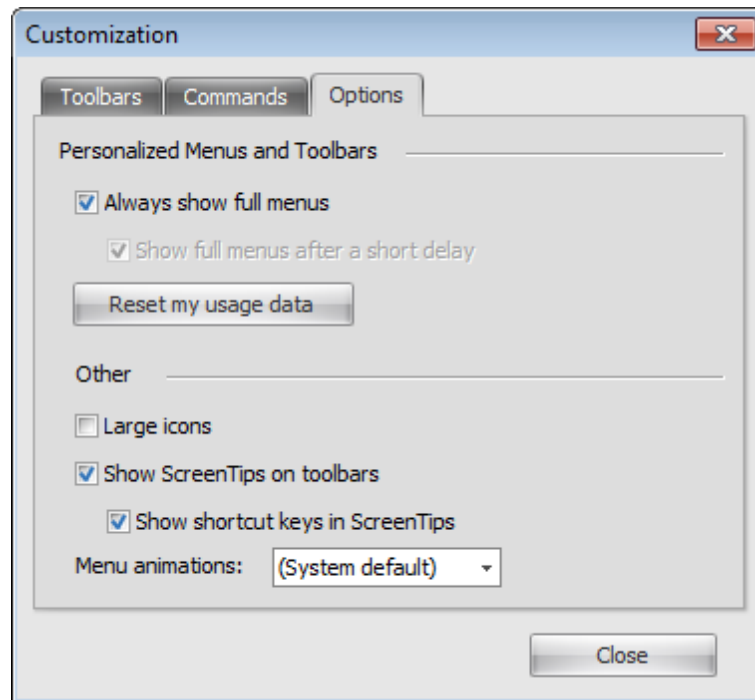 Customization
Toolbars Commands Options
Personalized Menus and Toolbars
Always show full menus
Show full menus after a short delay
Reset my usage data
Other
Large icons
Show ScreenTips on toolbars
Show shortcut keys in ScreenTips
Menu animations: (System default)
Close